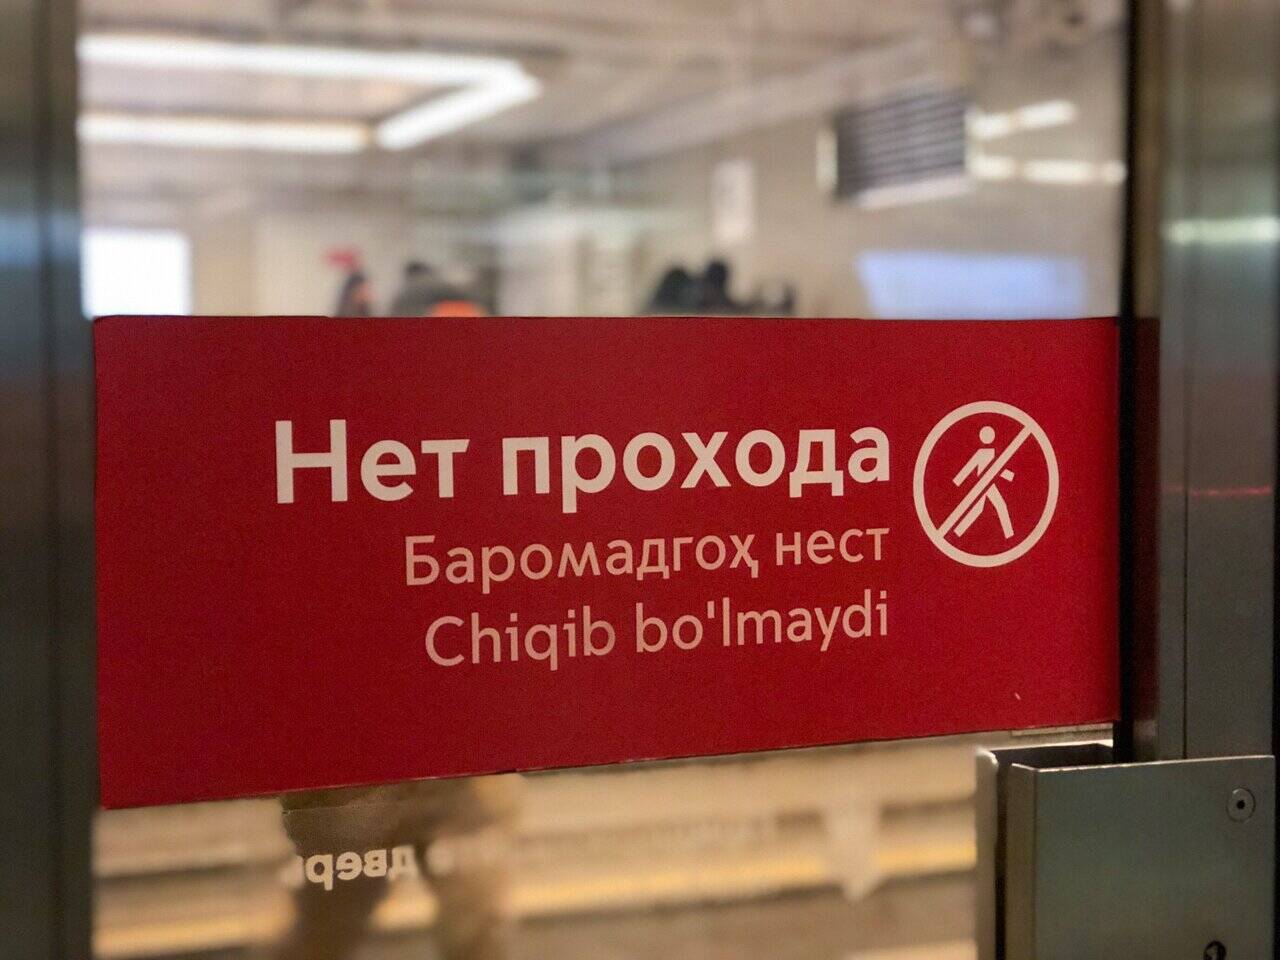 Нет прохода
Баромадгоҳ нест
Chiqib bo'lmaydi